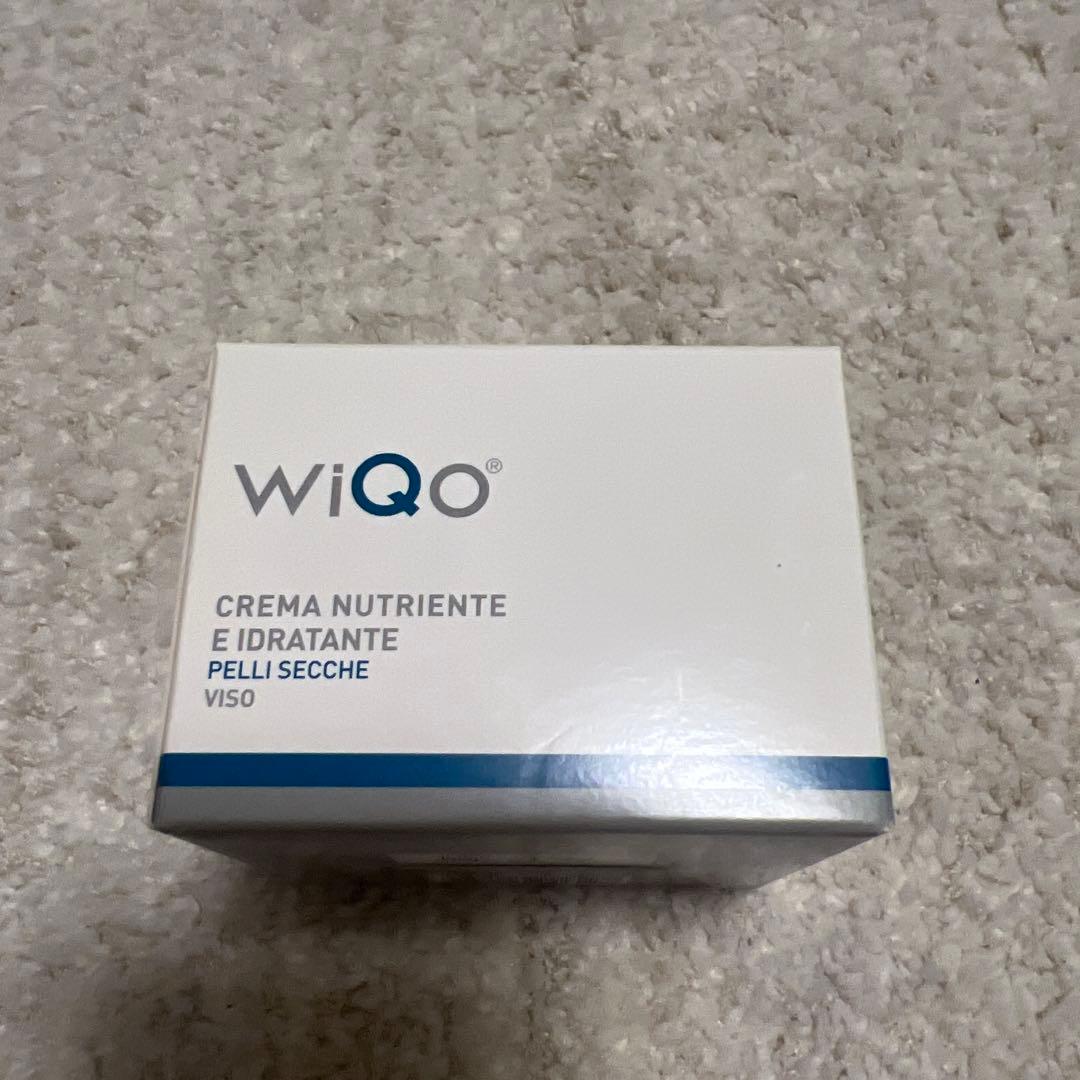 WiQo®
CREMA NUTRIENTE
E IDRATANTE
PELLI SECCHE
VISO